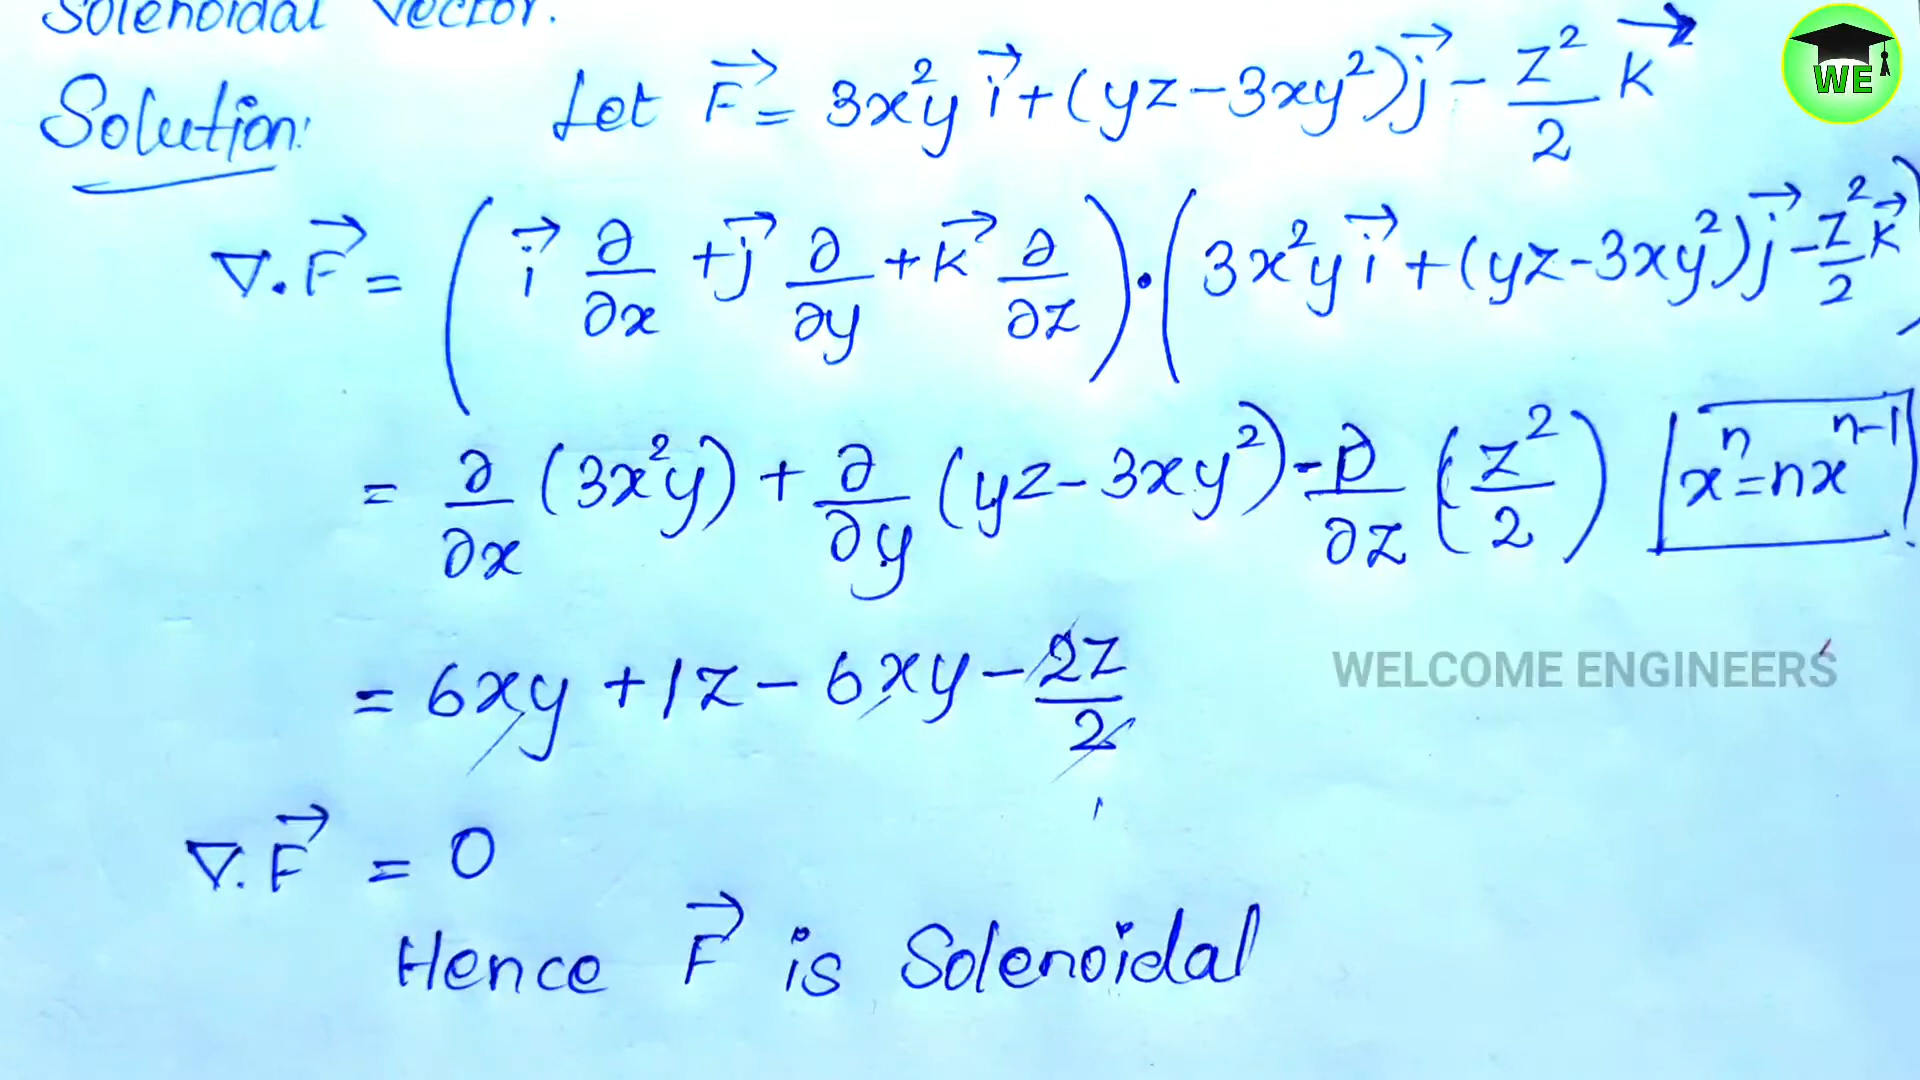 Solenoidal Vector.
WE
Solution: Let F⃗ = 3x²y i⃗ + (yz - 3xy²) j⃗ - z²/2 k⃗
∇.F⃗ = ( i⃗ ∂/∂x + j⃗ ∂/∂y + k⃗ ∂/∂z ) . ( 3x²y i⃗ + (yz - 3xy²) j⃗ - z²/2 k⃗ )
= ∂/∂x (3x²y) + ∂/∂y (yz - 3xy²) - ∂/∂z (z²/2) xⁿ = nxⁿ⁻¹
= 6xy + 1z - 6xy - 2z/2
WELCOME ENGINEERS
1
∇.F⃗ = 0
Hence F⃗ is Solenoidal